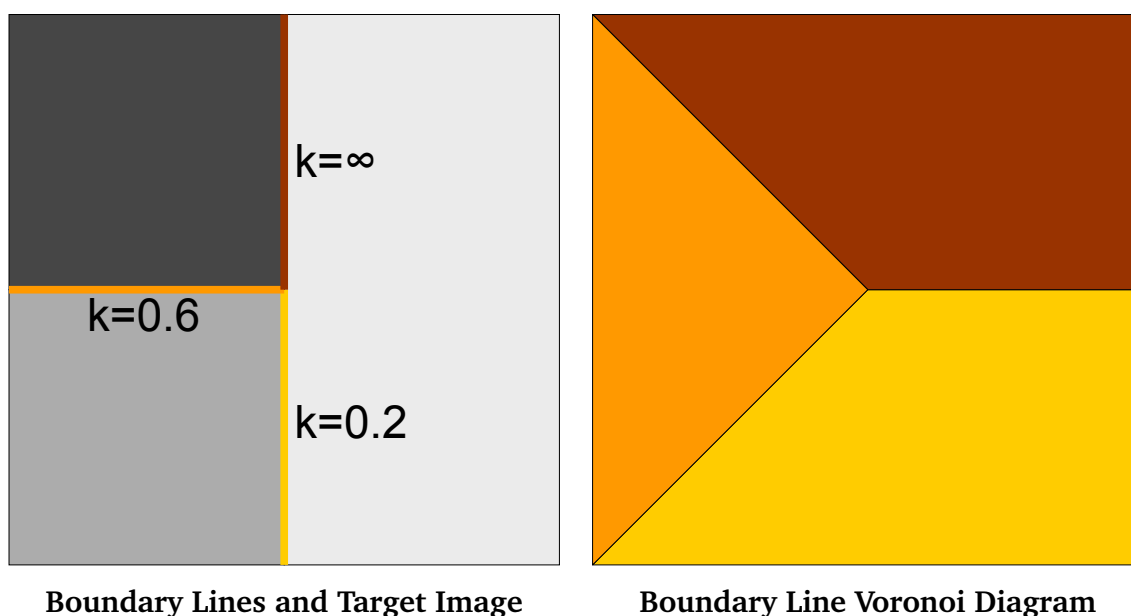 k=∞
k=0.6
k=0.2
Boundary Lines and Target Image
Boundary Line Voronoi Diagram